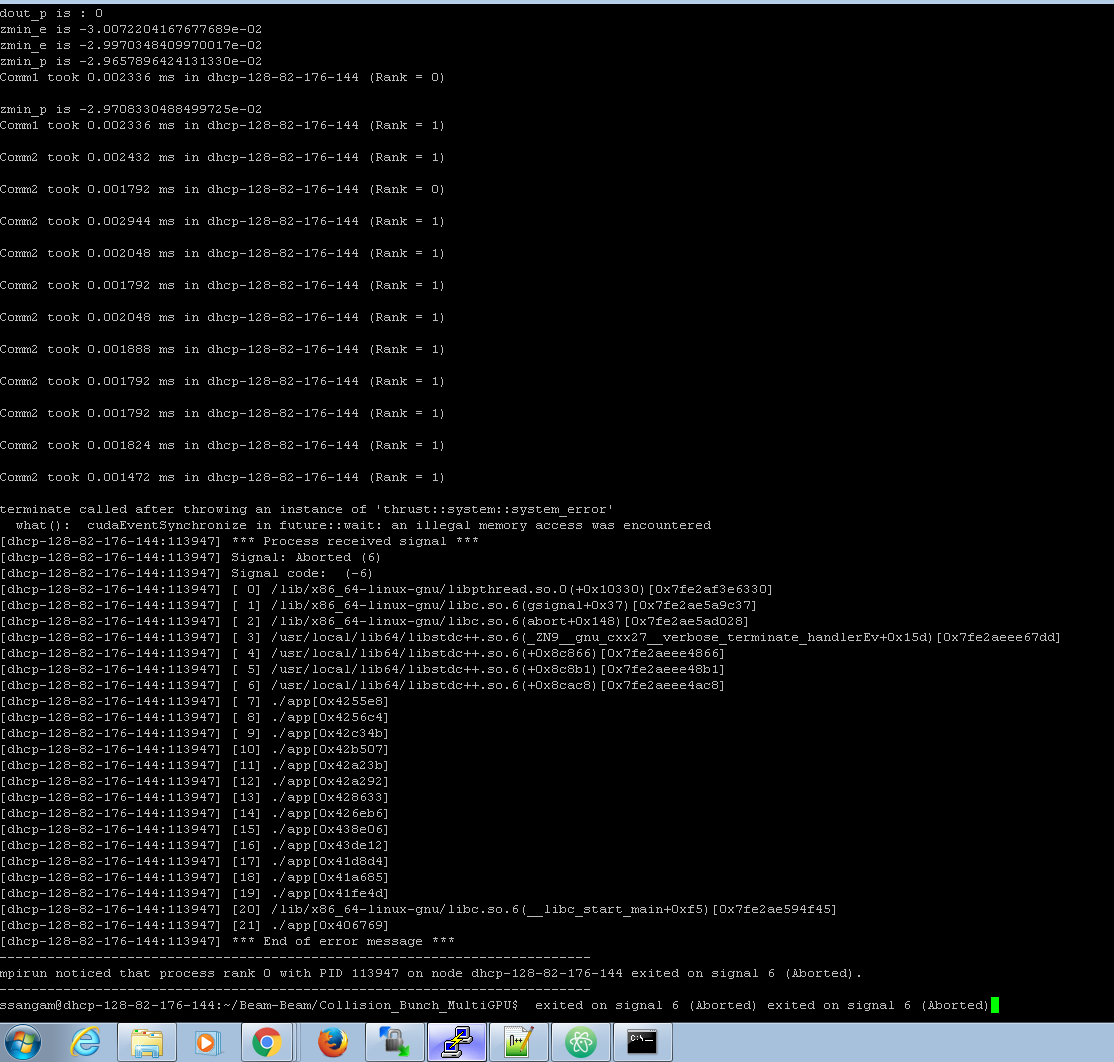 dout_p is : 0
zmin_e is -3.0072204167677689e-02
zmin_e is -2.9970348409970017e-02
zmin_p is -2.9657896424131330e-02
Comm1 took 0.002336 ms in dhcp-128-82-176-144 (Rank = 0)
zmin_p is -2.9708330488499725e-02
Comm1 took 0.002336 ms in dhcp-128-82-176-144 (Rank = 1)
Comm2 took 0.002432 ms in dhcp-128-82-176-144 (Rank = 1)
Comm2 took 0.001792 ms in dhcp-128-82-176-144 (Rank = 0)
Comm2 took 0.002944 ms in dhcp-128-82-176-144 (Rank = 1)
Comm2 took 0.002048 ms in dhcp-128-82-176-144 (Rank = 1)
Comm2 took 0.001792 ms in dhcp-128-82-176-144 (Rank = 1)
Comm2 took 0.002048 ms in dhcp-128-82-176-144 (Rank = 1)
Comm2 took 0.001888 ms in dhcp-128-82-176-144 (Rank = 1)
Comm2 took 0.001792 ms in dhcp-128-82-176-144 (Rank = 1)
Comm2 took 0.001792 ms in dhcp-128-82-176-144 (Rank = 1)
Comm2 took 0.001824 ms in dhcp-128-82-176-144 (Rank = 1)
Comm2 took 0.001472 ms in dhcp-128-82-176-144 (Rank = 1)
terminate called after throwing an instance of 'thrust::system::system_error'
  what():  cudaEventSynchronize in future::wait: an illegal memory access was encountered
[dhcp-128-82-176-144:113947] *** Process received signal ***
[dhcp-128-82-176-144:113947] Signal: Aborted (6)
[dhcp-128-82-176-144:113947] Signal code:  (-6)
[dhcp-128-82-176-144:113947] [ 0] /lib/x86_64-linux-gnu/libpthread.so.0(+0x10330)[0x7fe2af3e6330]
[dhcp-128-82-176-144:113947] [ 1] /lib/x86_64-linux-gnu/libc.so.6(gsignal+0x37)[0x7fe2ae5a9c37]
[dhcp-128-82-176-144:113947] [ 2] /lib/x86_64-linux-gnu/libc.so.6(abort+0x148)[0x7fe2ae5ad028]
[dhcp-128-82-176-144:113947] [ 3] /usr/local/lib64/libstdc++.so.6(_ZN9__gnu_cxx27__verbose_terminate_handlerEv+0x15d)[0x7fe2aeee67dd]
[dhcp-128-82-176-144:113947] [ 4] /usr/local/lib64/libstdc++.so.6(+0x8c866)[0x7fe2aeee4866]
[dhcp-128-82-176-144:113947] [ 5] /usr/local/lib64/libstdc++.so.6(+0x8c8b1)[0x7fe2aeee48b1]
[dhcp-128-82-176-144:113947] [ 6] /usr/local/lib64/libstdc++.so.6(+0x8cac8)[0x7fe2aeee4ac8]
[dhcp-128-82-176-144:113947] [ 7] ./app[0x4255e8]
[dhcp-128-82-176-144:113947] [ 8] ./app[0x4256c4]
[dhcp-128-82-176-144:113947] [ 9] ./app[0x42c34b]
[dhcp-128-82-176-144:113947] [10] ./app[0x42b507]
[dhcp-128-82-176-144:113947] [11] ./app[0x42a23b]
[dhcp-128-82-176-144:113947] [12] ./app[0x42a292]
[dhcp-128-82-176-144:113947] [13] ./app[0x428633]
[dhcp-128-82-176-144:113947] [14] ./app[0x426eb6]
[dhcp-128-82-176-144:113947] [15] ./app[0x438e06]
[dhcp-128-82-176-144:113947] [16] ./app[0x43de12]
[dhcp-128-82-176-144:113947] [17] ./app[0x41d8d4]
[dhcp-128-82-176-144:113947] [18] ./app[0x41a685]
[dhcp-128-82-176-144:113947] [19] ./app[0x41fe4d]
[dhcp-128-82-176-144:113947] [20] /lib/x86_64-linux-gnu/libc.so.6(__libc_start_main+0xf5)[0x7fe2ae594f45]
[dhcp-128-82-176-144:113947] [21] ./app[0x406769]
[dhcp-128-82-176-144:113947] *** End of error message ***
--------------------------------------------------------------------------
mpirun noticed that process rank 0 with PID 113947 on node dhcp-128-82-176-144 exited on signal 6 (Aborted).
--------------------------------------------------------------------------
ssangam@dhcp-128-82-176-144:~/Beam-Beam/Collision_Bunch_MultiGPU$  exited on signal 6 (Aborted) exited on signal 6 (Aborted)